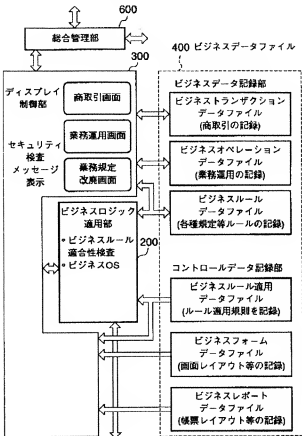 600
総合管理部
300
400 ビジネスデータファイル
ディスプレイ
制御部
商取引画面
業務運用画面
セキュリティ
検査
メッセージ
表示
業務規定
改廃画面
ビジネスロジック
適用部
200
・ビジネスルール
適合性検査
・ビジネスOS
ビジネスデータ記録部
ビジネストランザクション
データファイル
(商取引の記録)
ビジネスオペレーション
データファイル
(業務運用の記録)
ビジネスルール
データファイル
(各種規定等ルールの記録)
コントロールデータ記録部
ビジネスルール適用
データファイル
(ルール適用規則を記録)
ビジネスフォーム
データファイル
(画面レイアウト等の記録)
ビジネスレポート
データファイル
(帳票レイアウト等の記録)